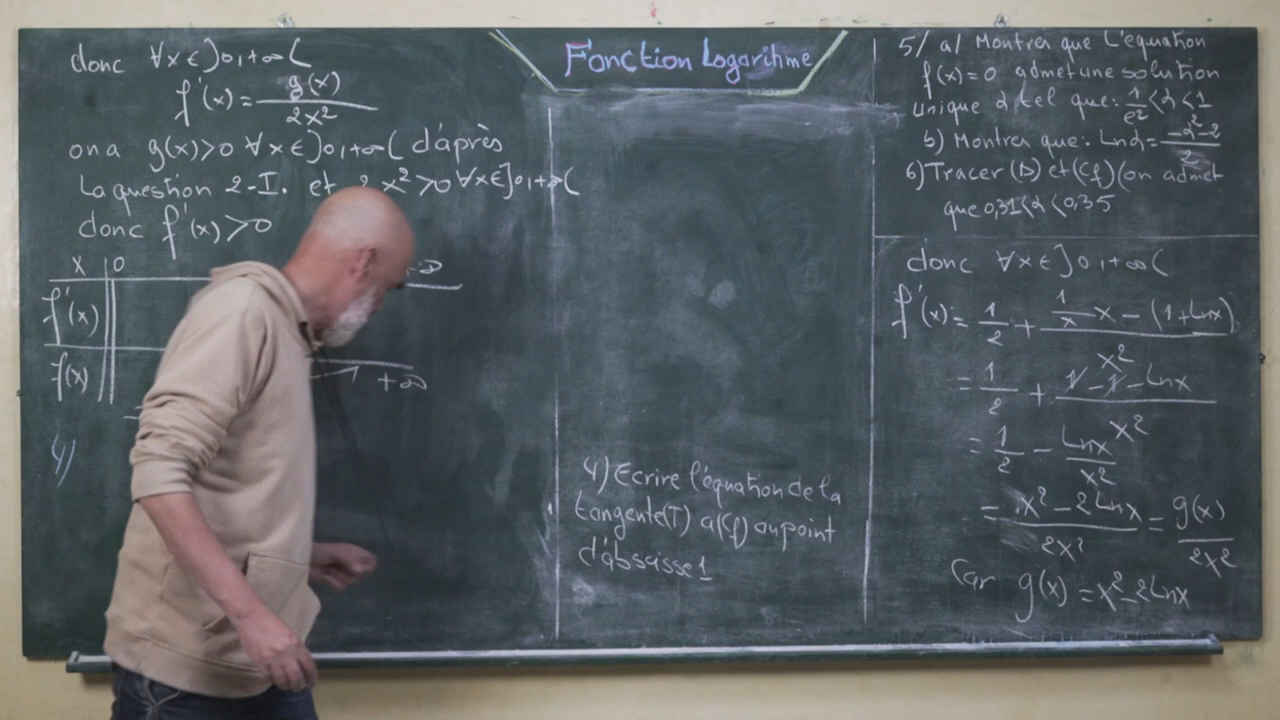 Fonction Logarithme
donc ∀x∈]0,+∞(
f'(x)=g(x)/2x²
on a g(x)>0 ∀x∈]0,+∞( d'après
La question 2-I. et 2x²>0 ∀x∈]0,+∞(
donc f'(x)>0
x 0
f'(x)
f(x) +∞
4)
4) Ecrire l'équation de la
tangente(T) a(Cf) au point
d'absaisse 1
5/ a/ Montrer que L'équation
f(x)=0 admet une solution
unique α tel que: 1/e²<α<1
b) Montrer que: Lnα=(-α²-2)/2
6) Tracer (Δ) et (Cf) (on admet
que 0,31<α<0,35
donc ∀x∈]0,+∞(
f'(x)=1/2+(1/x x-(1+Lnx))/x²
=1/2+(1-1-Lnx)/x²
=1/2-Lnx/x²
=(x²-2Lnx)/2x²=g(x)/2x²
Car g(x)=x²-2Lnx